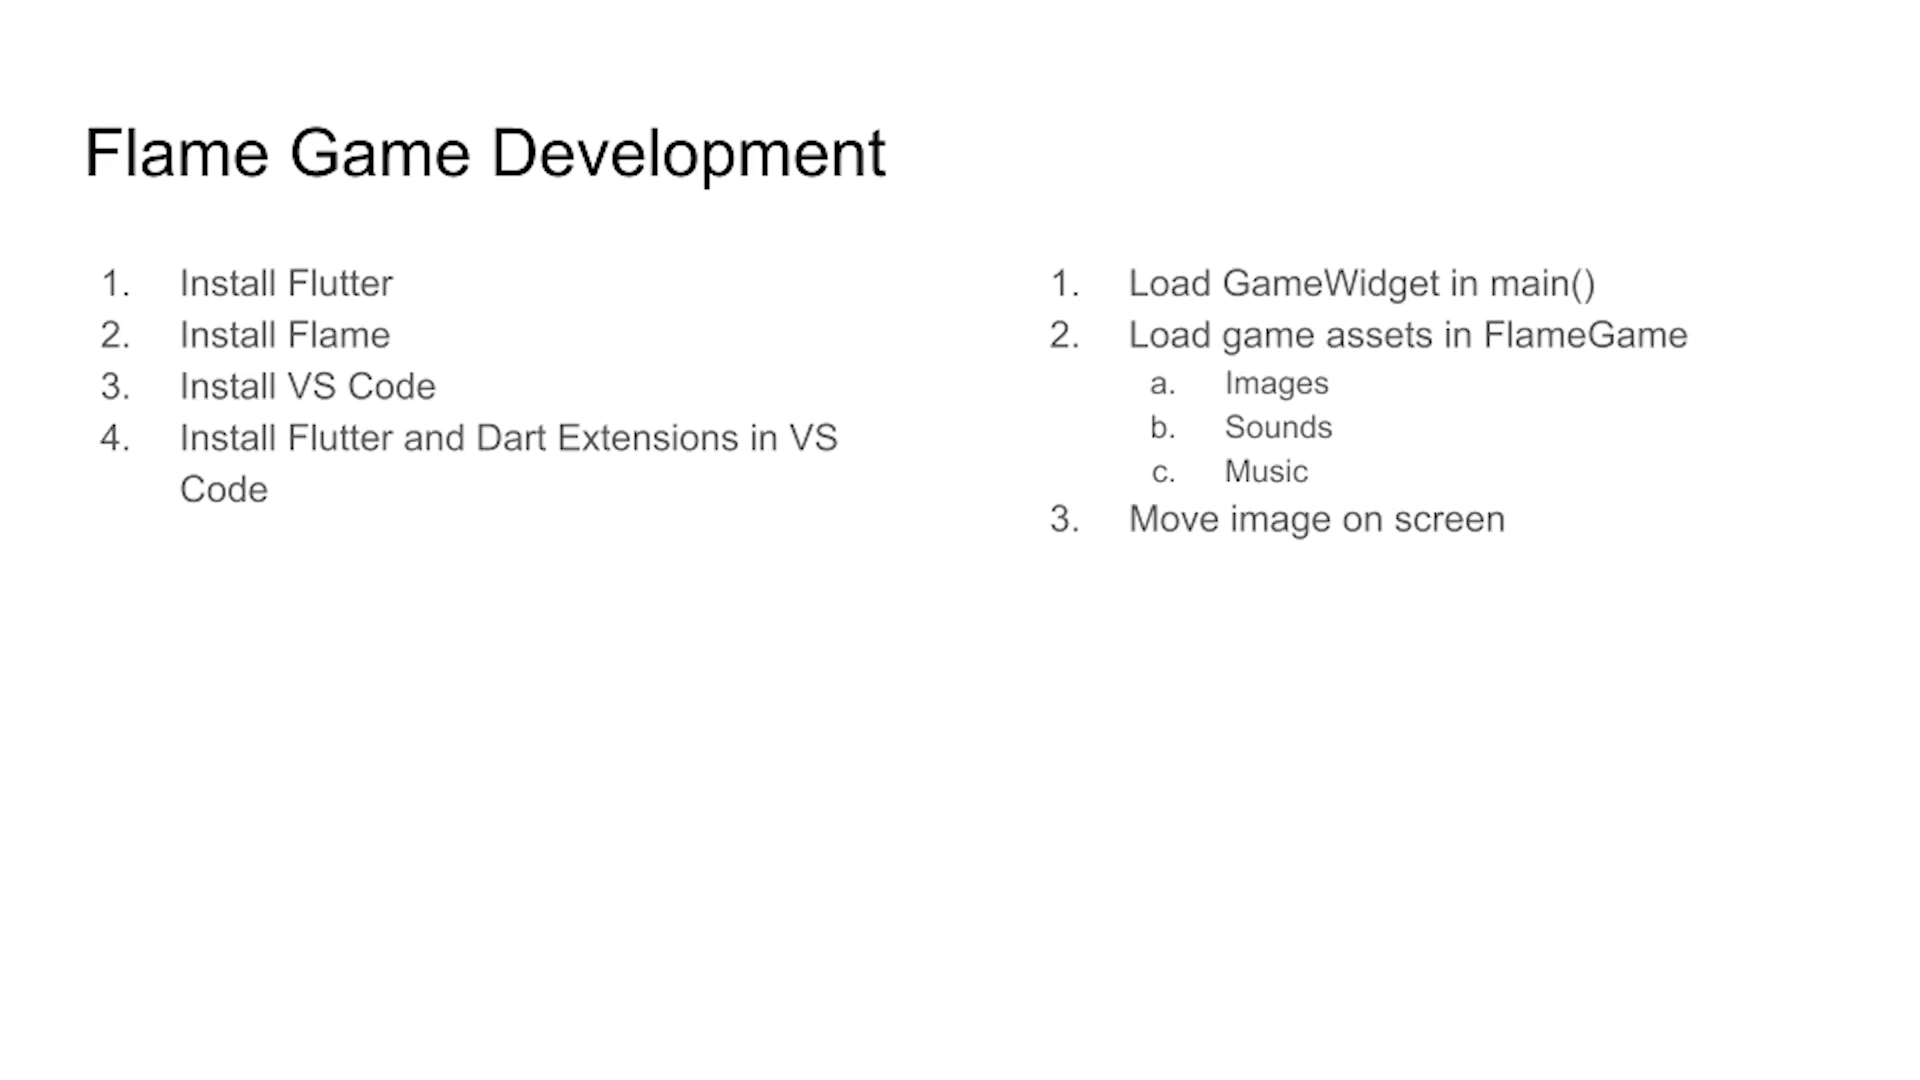 Flame Game Development
1. Install Flutter
2. Install Flame
3. Install VS Code
4. Install Flutter and Dart Extensions in VS
Code
1. Load GameWidget in main()
2. Load game assets in FlameGame
a. Images
b. Sounds
c. Music
3. Move image on screen